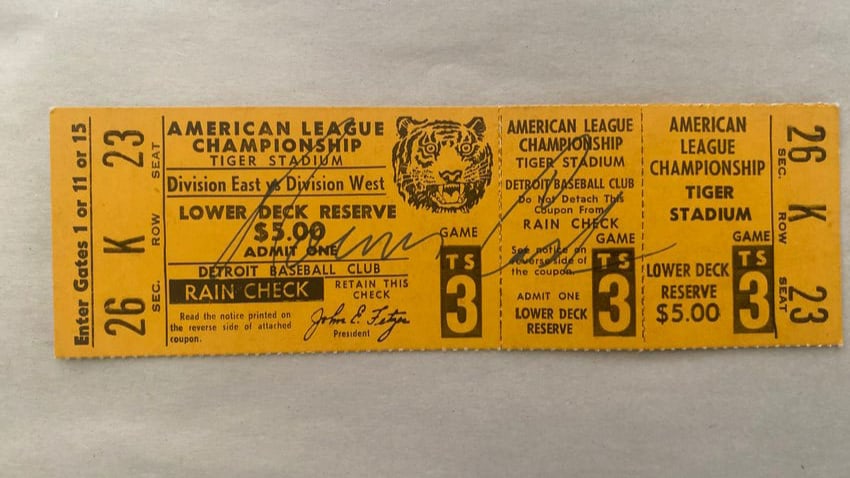 Enter Gates 1 or 11 or 15
26 K 23
SEC. ROW SEAT
AMERICAN LEAGUE
CHAMPIONSHIP
TIGER STADIUM
Division East vs Division West
LOWER DECK RESERVE
$5.00
ADMIT ONE
DETROIT BASEBALL CLUB
RAIN CHECK
RETAIN THIS
CHECK
Read the notice printed on
the reverse side of attached
coupon.
John E. Fetzer
President
GAME
TS
3
AMERICAN LEAGUE
CHAMPIONSHIP
TIGER STADIUM
DETROIT BASEBALL CLUB
Do Not Detach This
Coupon From
RAIN CHECK
See notice on
reverse side of
the coupon.
ADMIT ONE
LOWER DECK
RESERVE
GAME
TS
3
AMERICAN
LEAGUE
CHAMPIONSHIP
TIGER
STADIUM
LOWER DECK
RESERVE
$5.00
GAME
TS
3
26 K 23
SEC. ROW SEAT